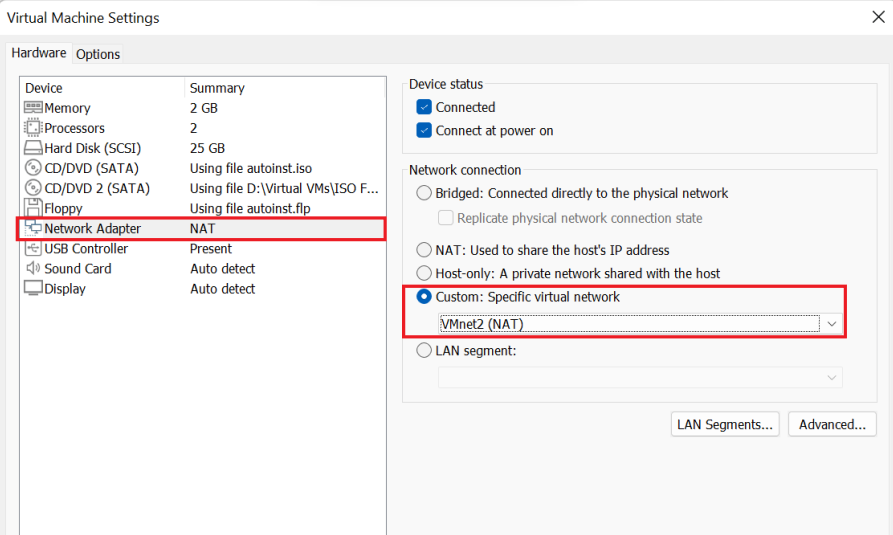 Virtual Machine Settings
Hardware Options
Device Summary
Memory 2 GB
Processors 2
Hard Disk (SCSI) 25 GB
CD/DVD (SATA) Using file autoinst.iso
CD/DVD 2 (SATA) Using file D:\Virtual VMs\ISO F...
Floppy Using file autoinst.flp
Network Adapter NAT
USB Controller Present
Sound Card Auto detect
Display Auto detect
Device status
Connected
Connect at power on
Network connection
Bridged: Connected directly to the physical network
Replicate physical network connection state
NAT: Used to share the host's IP address
Host-only: A private network shared with the host
Custom: Specific virtual network
VMnet2 (NAT)
LAN segment:
LAN Segments... Advanced...